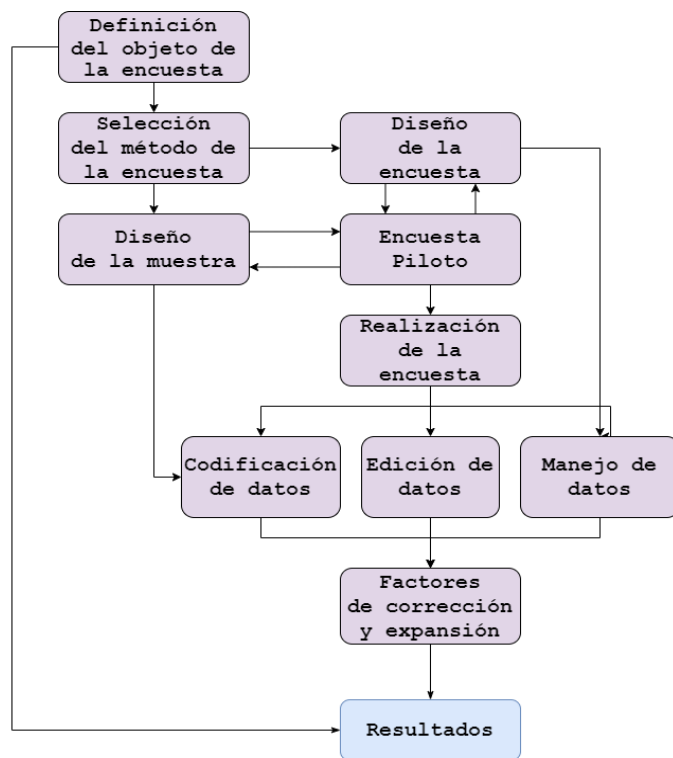 Definición
del objeto de
la encuesta
Selección
del método de
la encuesta
Diseño
de la
encuesta
Diseño
de la muestra
Encuesta
Piloto
Realización
de la
encuesta
Codificación
de datos
Edición de
datos
Manejo de
datos
Factores
de corrección
y expansión
Resultados